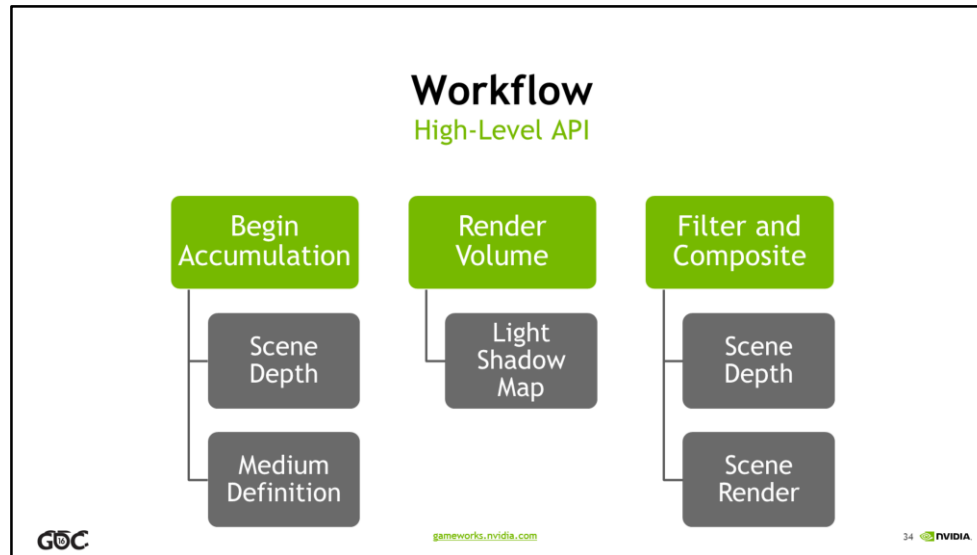 Workflow
High-Level API
Begin
Accumulation
Scene
Depth
Medium
Definition
Render
Volume
Light
Shadow
Map
Filter and
Composite
Scene
Depth
Scene
Render
GDC 16
gameworks.nvidia.com
34 NVIDIA